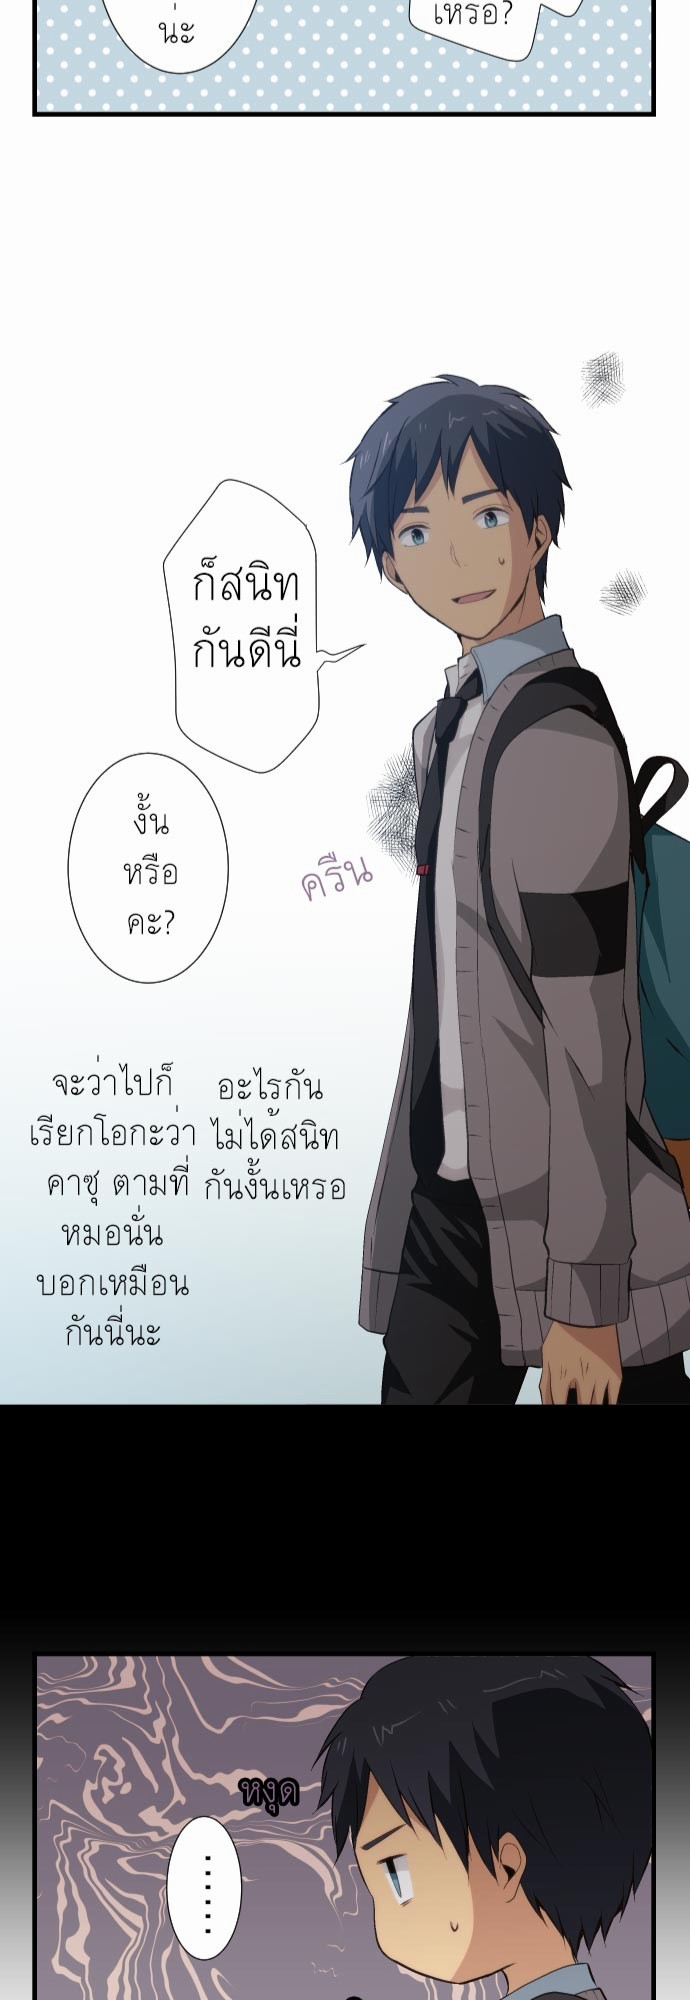 น่ะ
เหรอ?
ก็สนิท
กันดีนี่
งั้น
หรือ
คะ?
ครืน
อะไรกัน
ไม่ได้สนิท
กันงั้นเหรอ
จะว่าไปก็
เรียกโอกะว่า
คาซุ ตามที่
หมอนั่น
บอกเหมือน
กันนี่นะ
หงุด
......